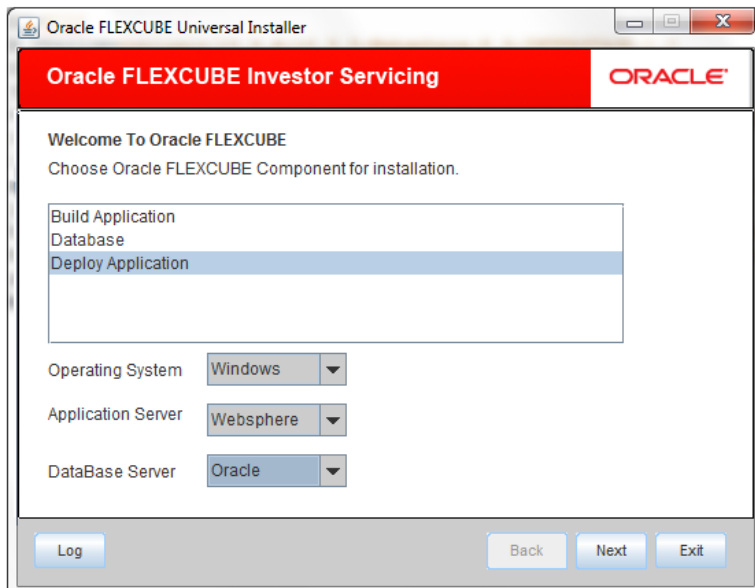 Oracle FLEXCUBE Universal Installer
Oracle FLEXCUBE Investor Servicing
ORACLE®
Welcome To Oracle FLEXCUBE
Choose Oracle FLEXCUBE Component for installation.
Build Application
Database
Deploy Application
Operating System Windows
Application Server Websphere
DataBase Server Oracle
Log Back Next Exit